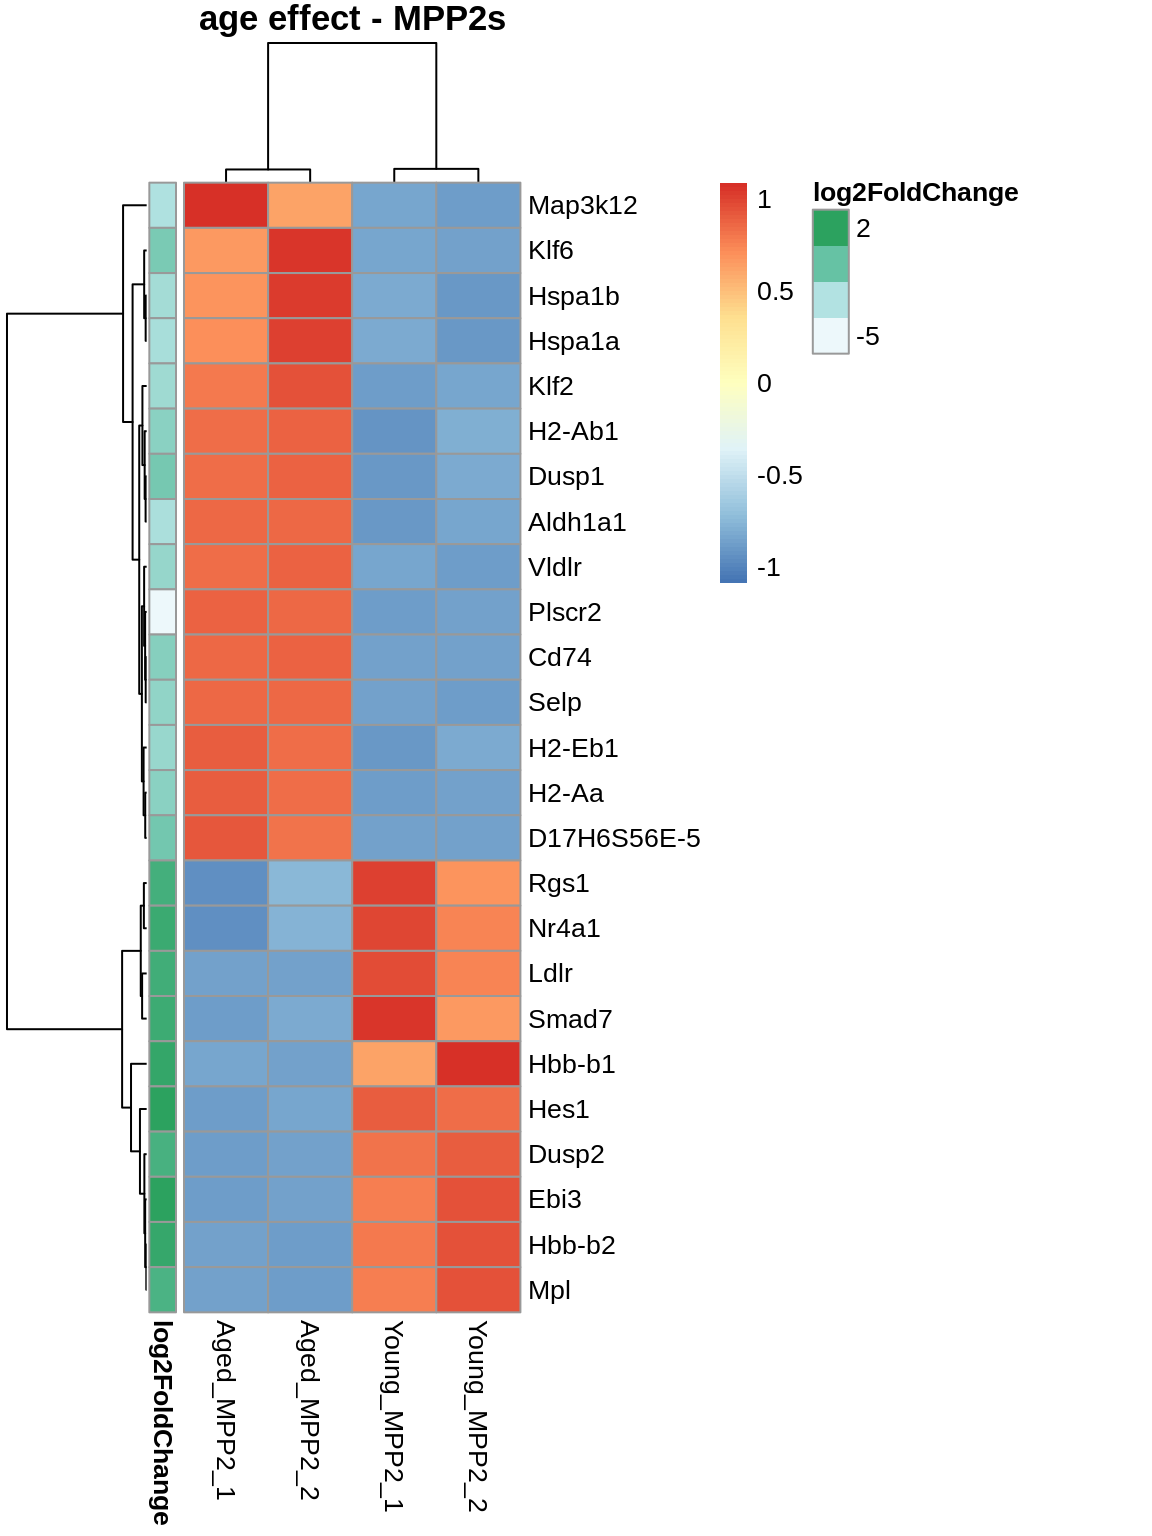 age effect - MPP2s
Map3k12
Klf6
Hspa1b
Hspa1a
Klf2
H2-Ab1
Dusp1
Aldh1a1
Vldlr
Plscr2
Cd74
Selp
H2-Eb1
H2-Aa
D17H6S56E-5
Rgs1
Nr4a1
Ldlr
Smad7
Hbb-b1
Hes1
Dusp2
Ebi3
Hbb-b2
Mpl
1
0.5
0
-0.5
-1
log2FoldChange
2
-5
log2FoldChange
Aged_MPP2_1
Aged_MPP2_2
Young_MPP2_1
Young_MPP2_2